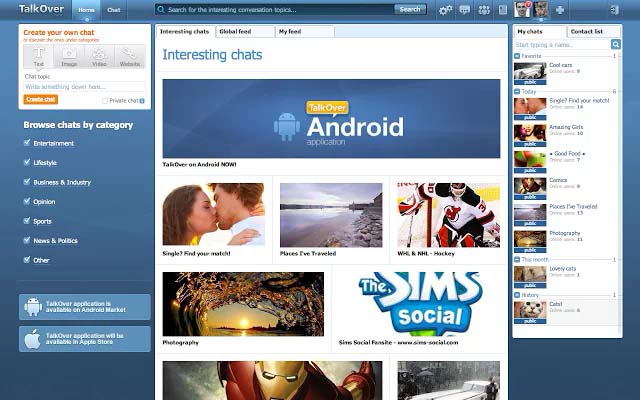 TalkOver
Home
Chat
Search for the interesting conversation topics...
Search
Create your own chat
or discover the ones under categories
Text
Image
Video
Website
Chat topic
Write something down here...
Create chat
Private chat
Browse chats by category
Entertainment
Lifestyle
Business & Industry
Opinion
Sports
News & Politics
Other
TalkOver application is
available on Android Market
TalkOver application will be
available in Apple Store
Interesting chats
Global feed
My feed
Interesting chats
TalkOver
Android
application
TalkOver on Android NOW!
Single? Find your match!
Places I've Traveled
WHL & NHL - Hockey
Photography
The SIMS
Social
Sims Social Fansite - www.sims-social.com
My chats
Contact list
Start typing a name...
Favorite 1
Cool cars
Online users: 9
public
Today 6
Single? Find your match!
Online users: 14
public
Amazing Girls
Online users: 10
public
• Good Food •
Online users: 7
public
Comics
Online users: 9
public
Places I've Traveled
Online users: 13
public
Photography
Online users: 11
public
This month 1
Lovely cats
Online users: 1
public
History 1
Cats!
Online users: 6
public